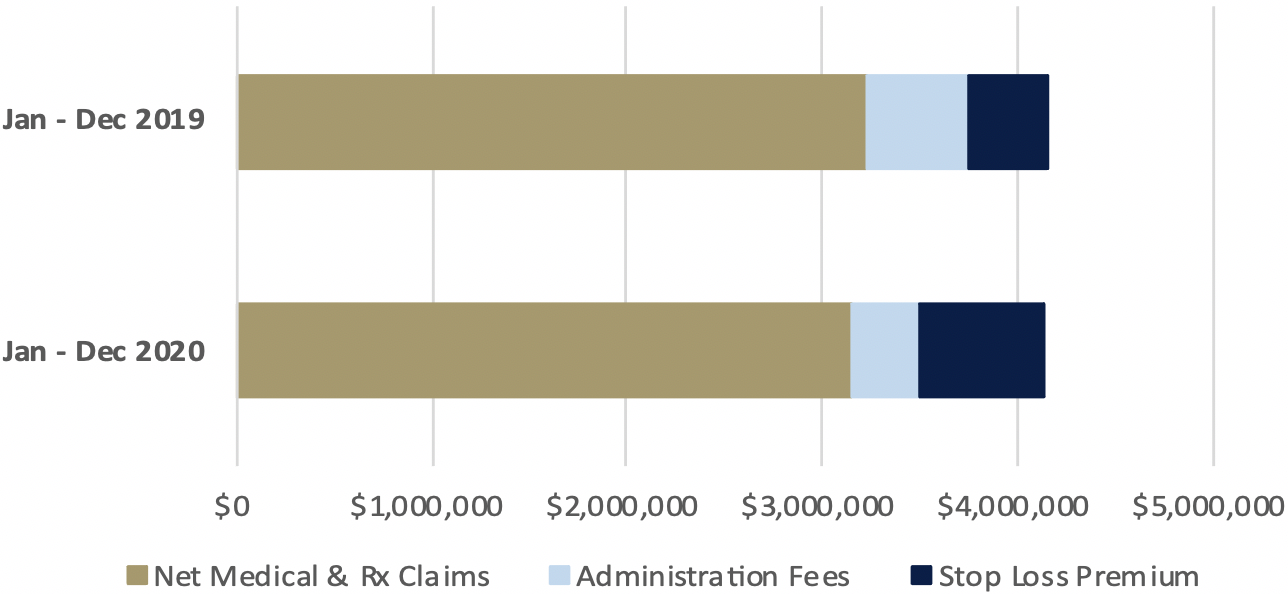 Jan - Dec 2019
Jan - Dec 2020
$0 $1,000,000 $2,000,000 $3,000,000 $4,000,000 $5,000,000
Net Medical & Rx Claims Administration Fees Stop Loss Premium